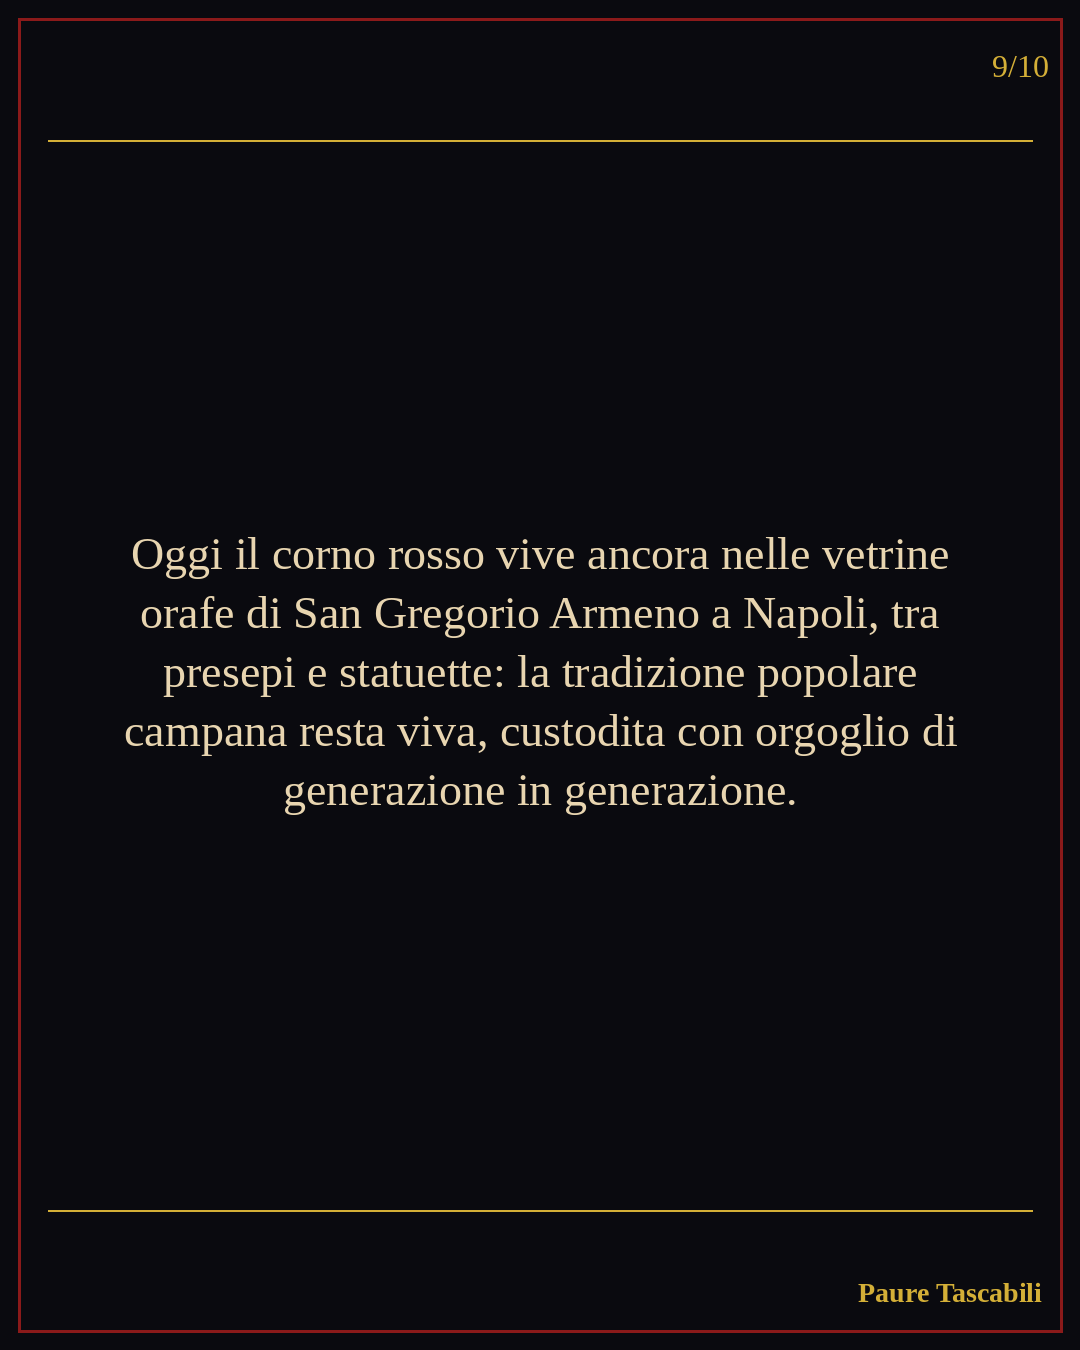 9/10
Oggi il corno rosso vive ancora nelle vetrine
orafe di San Gregorio Armeno a Napoli, tra
presepi e statuette: la tradizione popolare
campana resta viva, custodita con orgoglio di
generazione in generazione.
Paure Tascabili